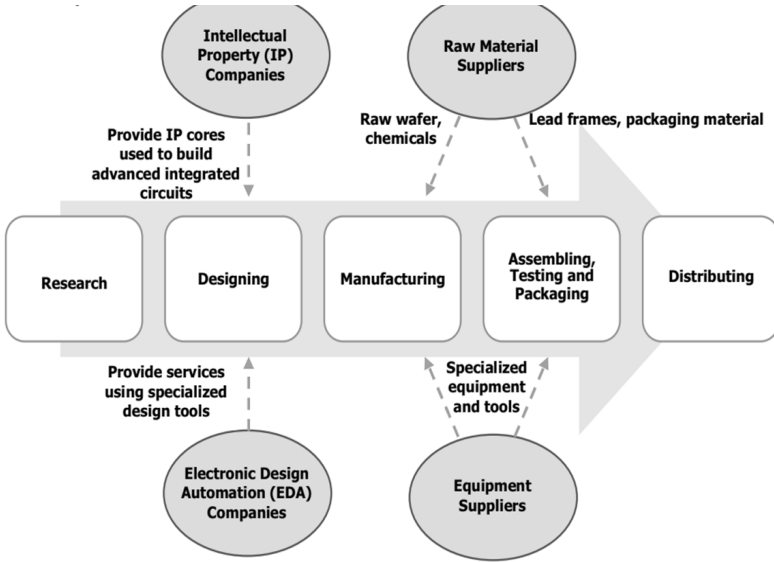 Intellectual
Property (IP)
Companies
Raw Material
Suppliers
Provide IP cores
used to build
advanced integrated
circuits
Raw wafer,
chemicals
Lead frames, packaging material
Research
Designing
Manufacturing
Assembling,
Testing and
Packaging
Distributing
Provide services
using specialized
design tools
Specialized
equipment
and tools
Electronic Design
Automation (EDA)
Companies
Equipment
Suppliers